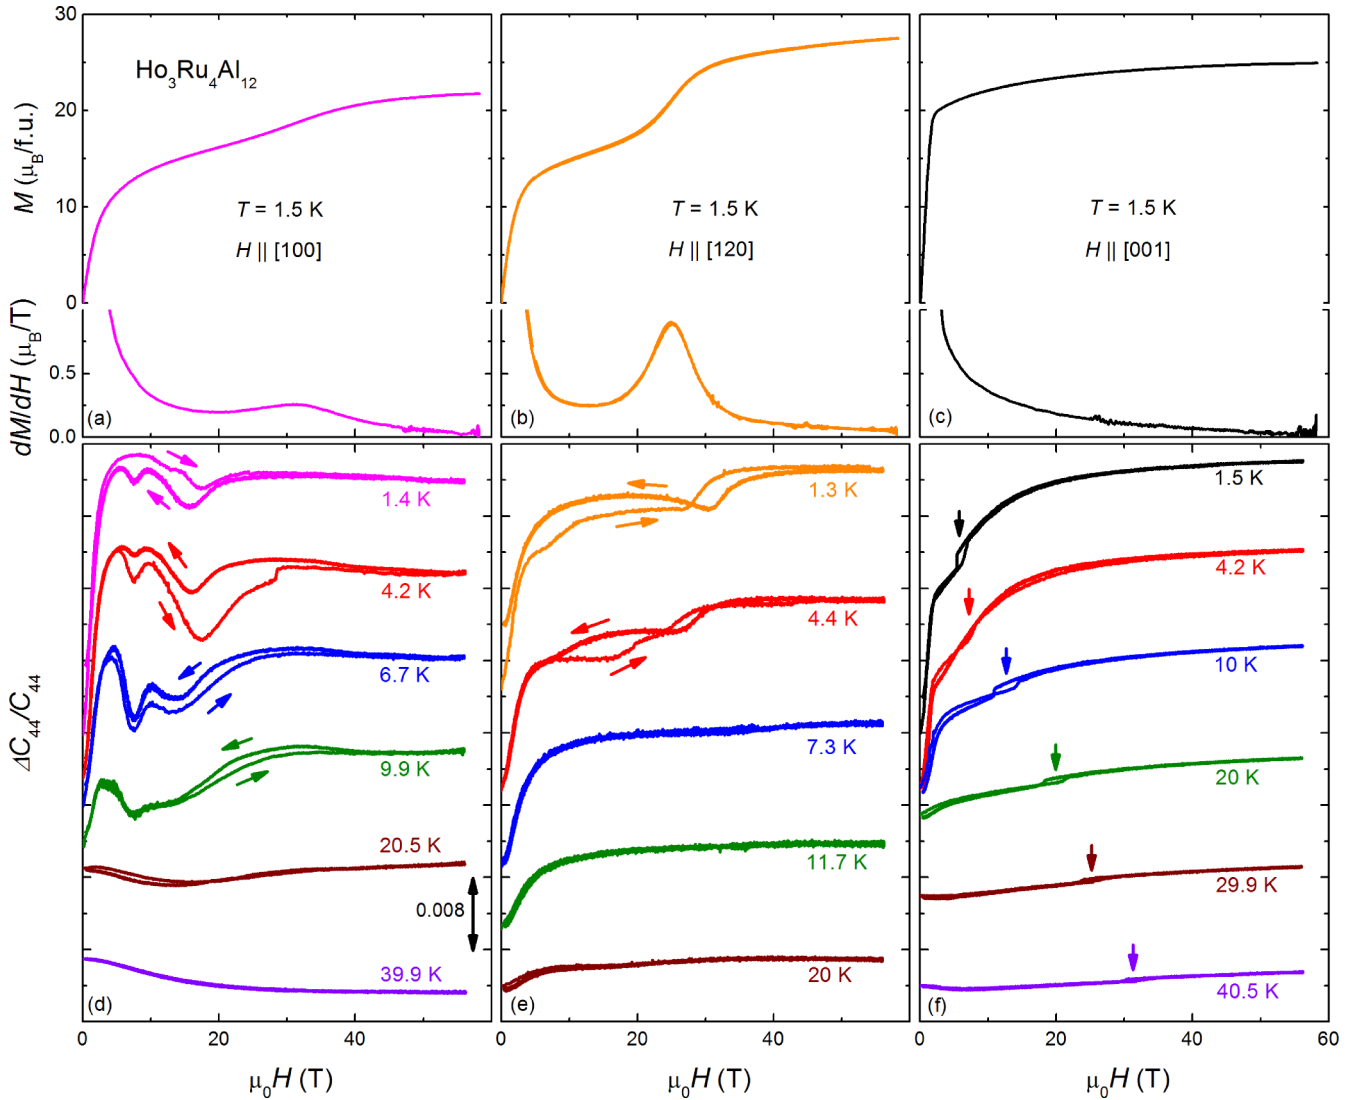 30
20
10
0
M (μB/f.u.)
Ho3Ru4Al12
T = 1.5 K
H || [100]
T = 1.5 K
H || [120]
T = 1.5 K
H || [001]
0.5
0.0
dM/dH (μB/T)
(a)
(b)
(c)
1.4 K
4.2 K
6.7 K
9.9 K
20.5 K
0.008
39.9 K
(d)
1.3 K
4.4 K
7.3 K
11.7 K
20 K
(e)
1.5 K
4.2 K
10 K
20 K
29.9 K
40.5 K
(f)
ΔC44/C44
0 20 40
0 20 40
0 20 40 60
μ0H (T)
μ0H (T)
μ0H (T)